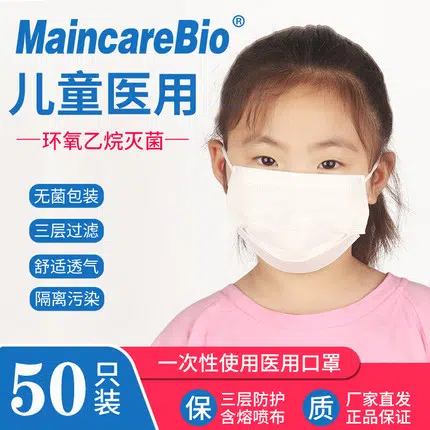 MaincareBio®
儿童医用
环氧乙烷灭菌
无菌包装
三层过滤
舒适透气
隔离污染
50只装
一次性使用医用口罩
保 三层防护
含熔喷布
质 厂家直发
正品保证